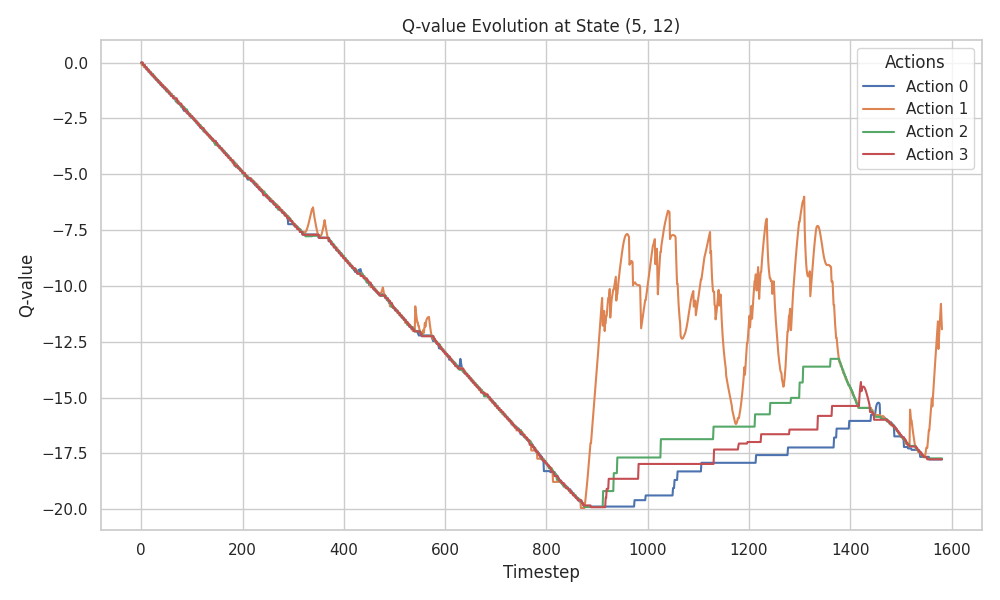 Q-value Evolution at State (5, 12)
Actions
Action 0
Action 1
Action 2
Action 3
Q-value
0.0
−2.5
−5.0
−7.5
−10.0
−12.5
−15.0
−17.5
−20.0
0 200 400 600 800 1000 1200 1400 1600
Timestep